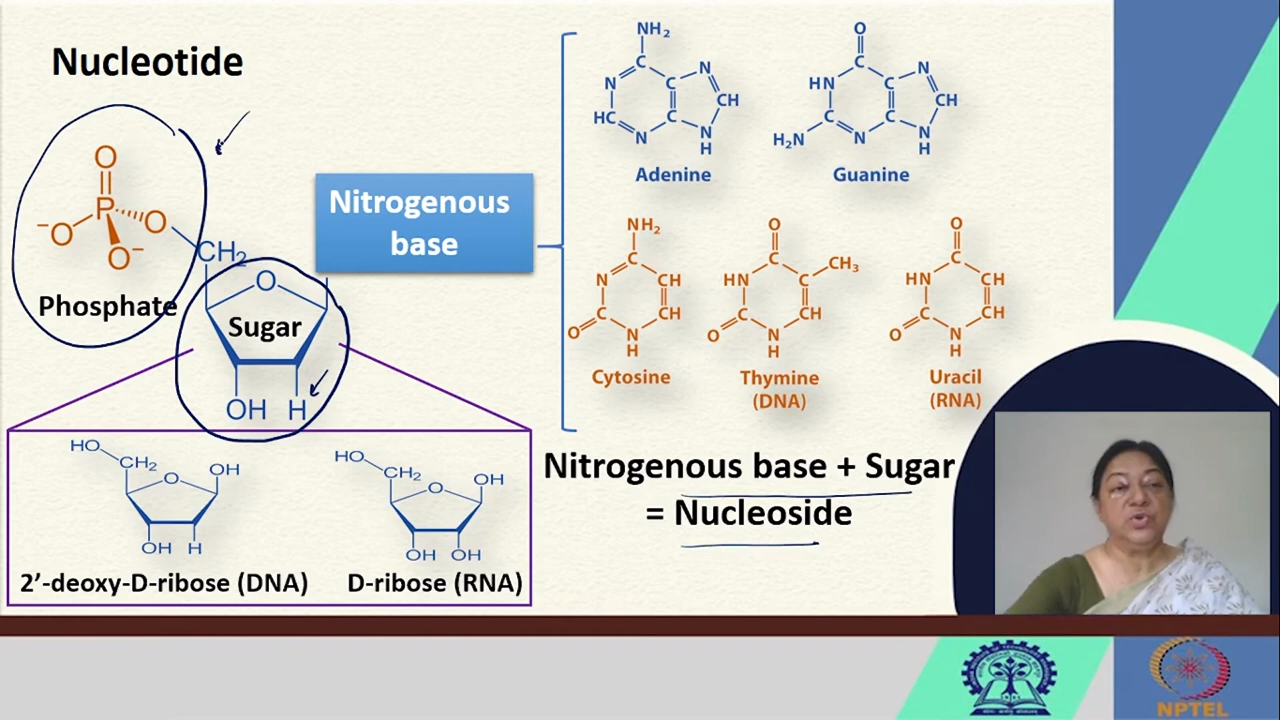 Nucleotide
O
P
⁻O
O
O⁻
Phosphate
CH₂
O
Sugar
OH H
Nitrogenous
base
NH₂
C
N
C
N
CH
HC
N
C
N
H
Adenine
O
C
HN
C
N
CH
H₂N
C
N
C
N
H
Guanine
NH₂
C
N
CH
O
C
CH
N
H
Cytosine
O
C
CH₃
HN
C
O
C
CH
N
H
Thymine
(DNA)
O
C
HN
CH
O
C
CH
N
H
Uracil
(RNA)
Nitrogenous base + Sugar
= Nucleoside
HO
CH₂
O
OH
OH H
2’-deoxy-D-ribose (DNA)
HO
CH₂
O
OH
OH OH
D-ribose (RNA)
NPTEL